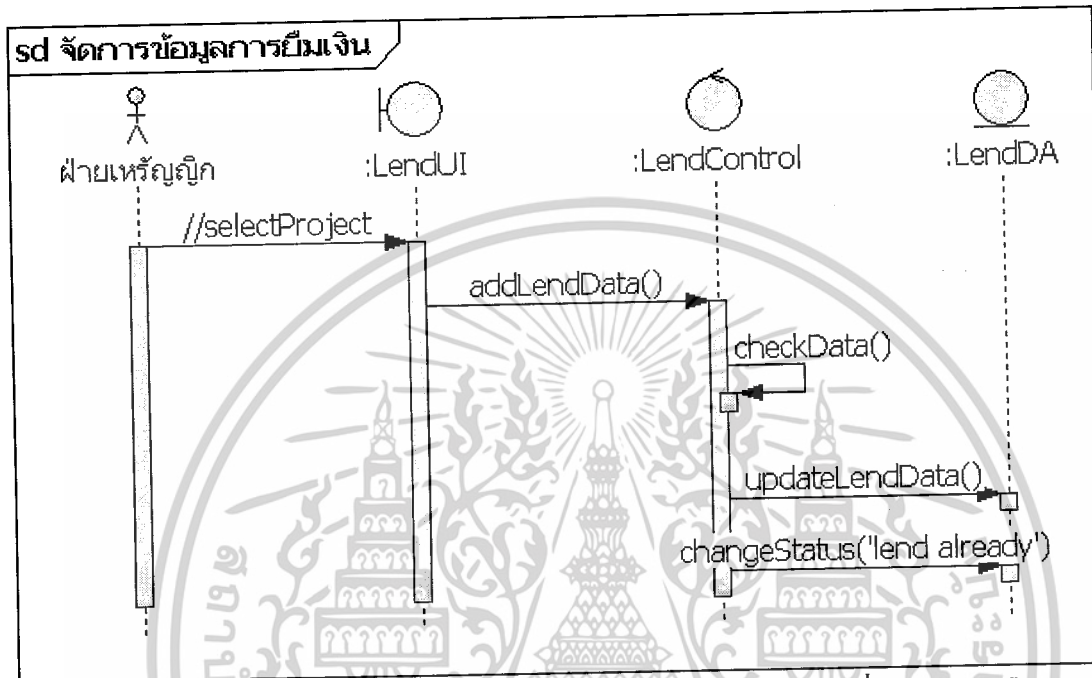 sd จัดการข้อมูลการยืมเงิน
ฝ่ายเหรัญญิก
:LendUI
:LendControl
:LendDA
//selectProject
addLendData()
checkData()
updateLendData()
changeStatus('lend already')